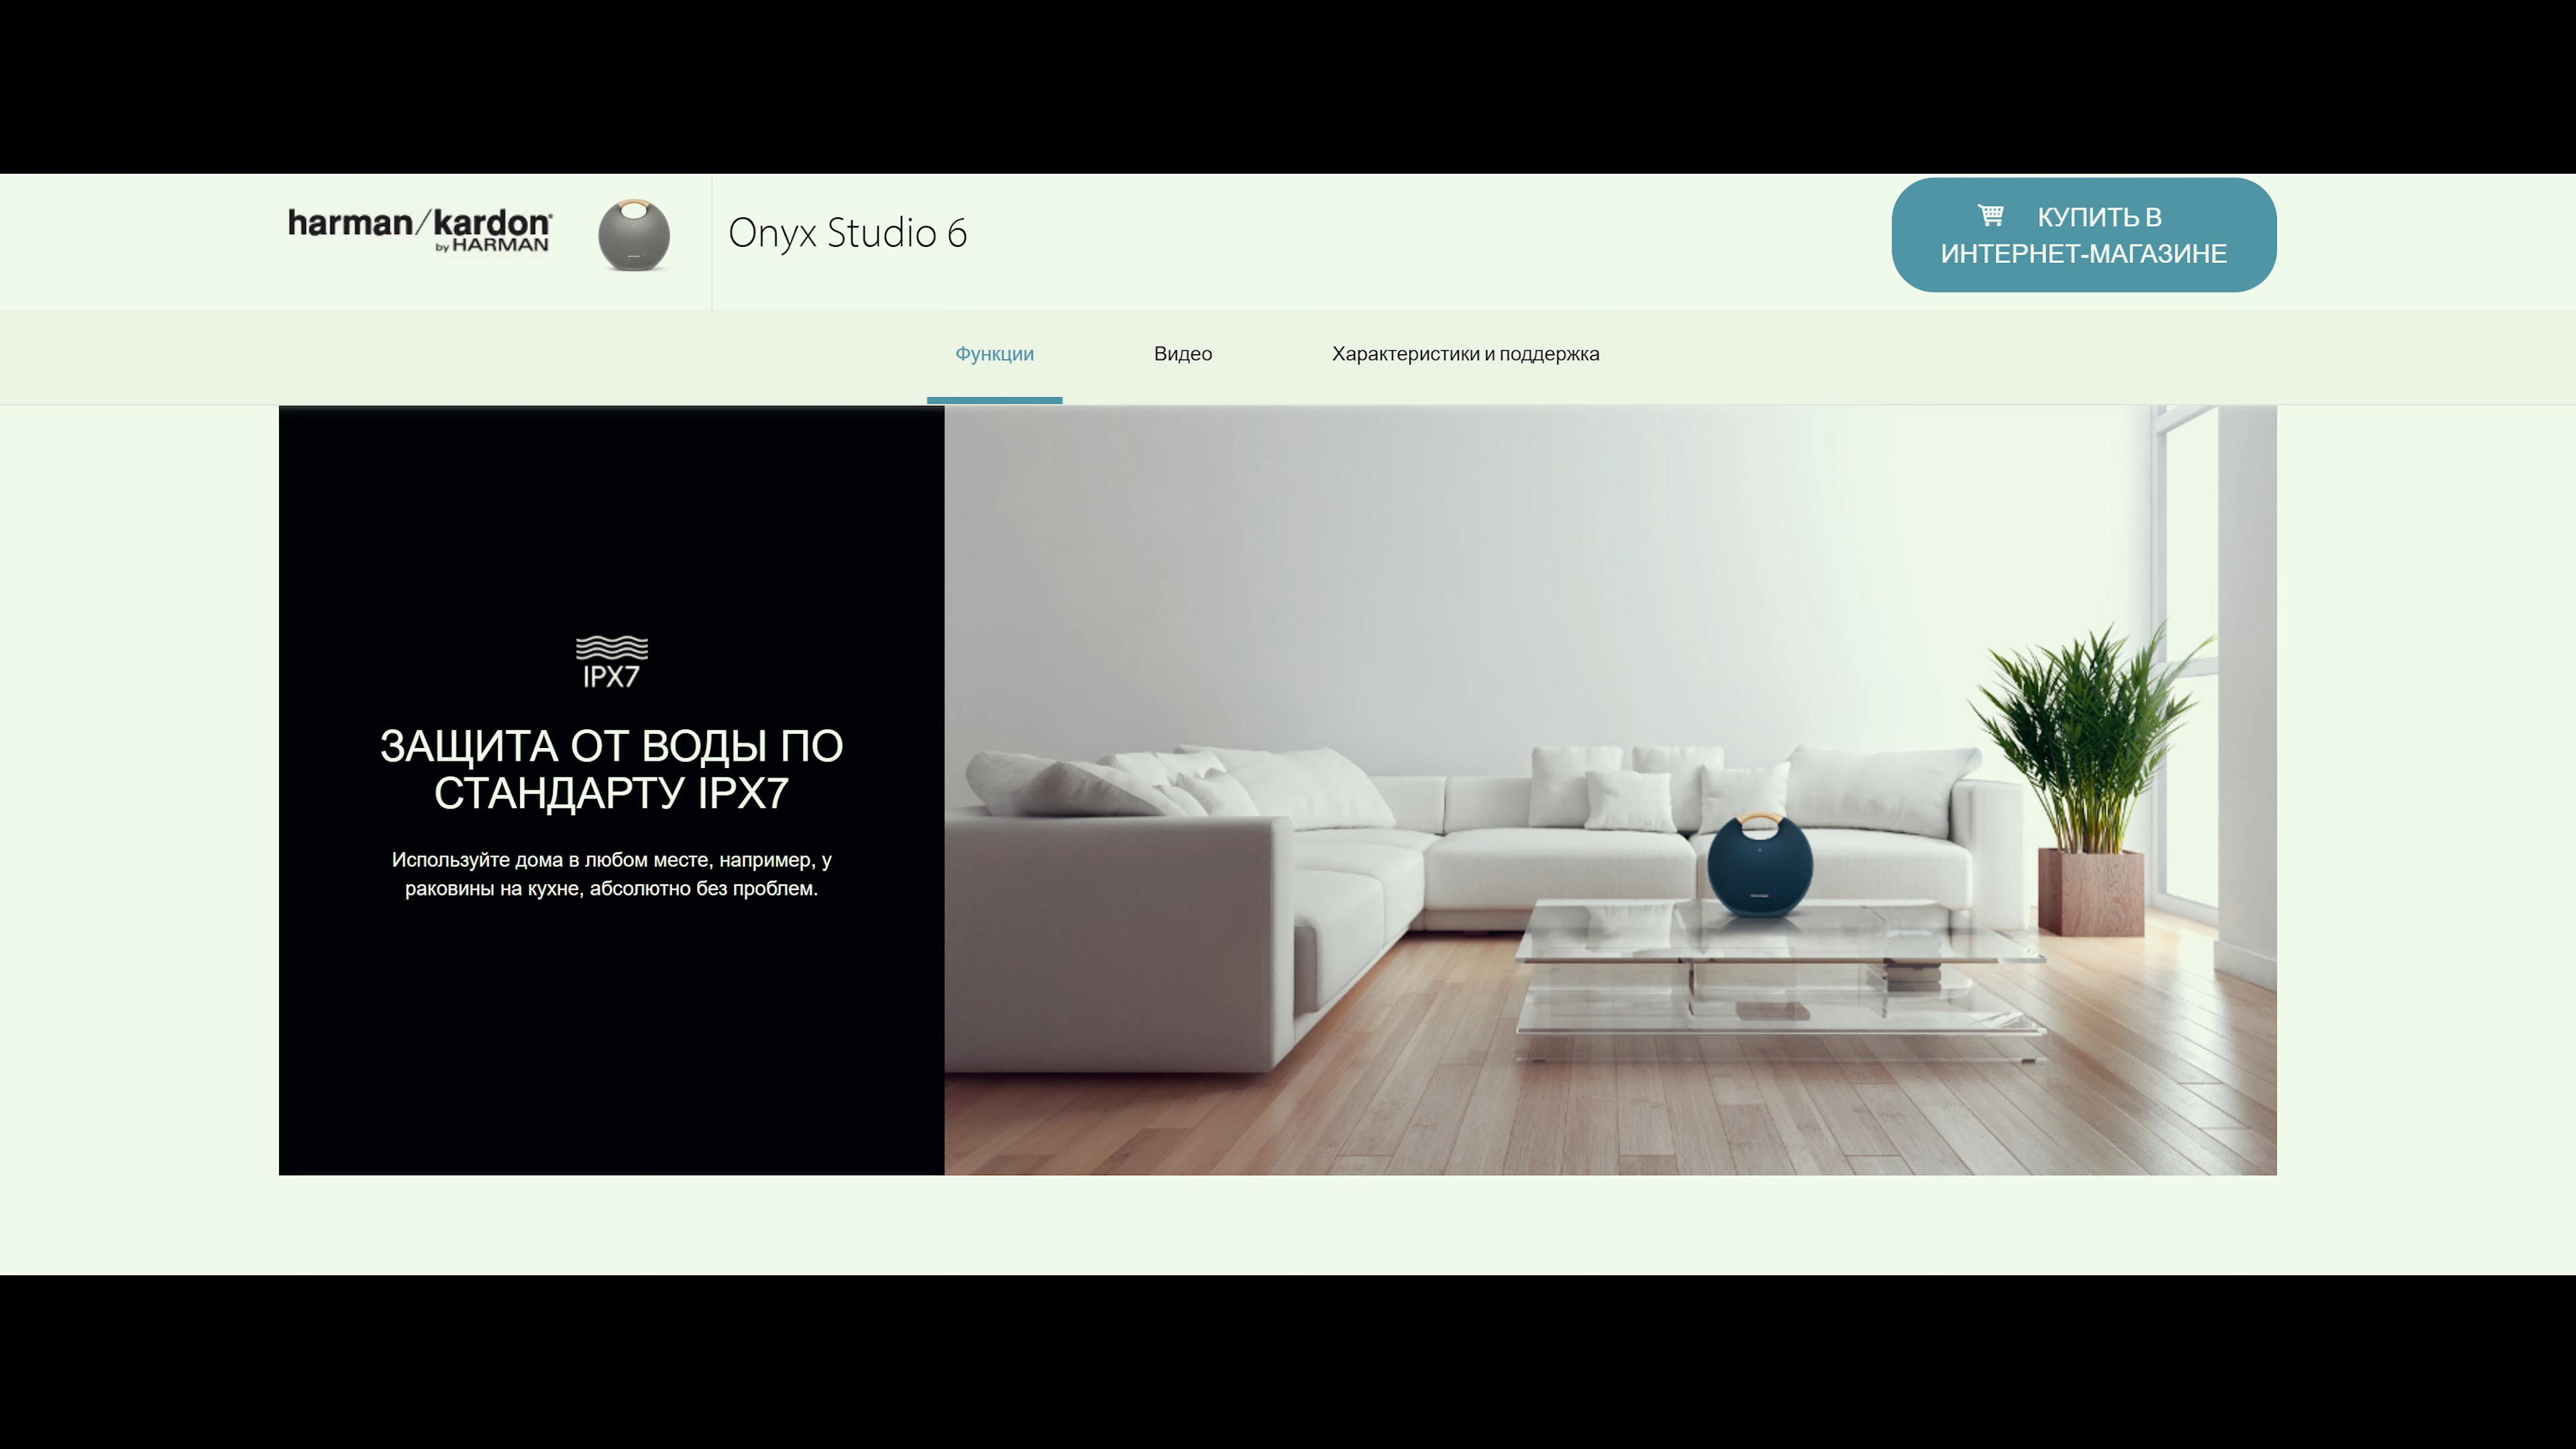 harman/kardon
by HARMAN
Onyx Studio 6
КУПИТЬ В
ИНТЕРНЕТ-МАГАЗИНЕ
Функции
Видео
Характеристики и поддержка
IPX7
ЗАЩИТА ОТ ВОДЫ ПО
СТАНДАРТУ IPX7
Используйте дома в любом месте, например, у
раковины на кухне, абсолютно без проблем.